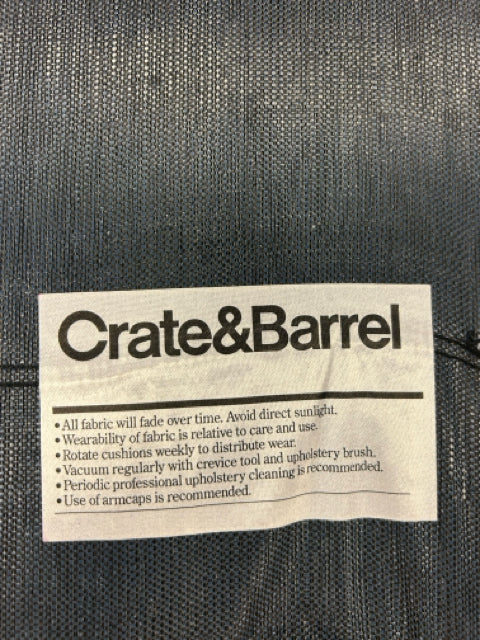 Crate&Barrel
•All fabric will fade over time. Avoid direct sunlight.
•Wearability of fabric is relative to care and use.
•Rotate cushions weekly to distribute wear.
•Vacuum regularly with crevice tool and upholstery brush.
•Periodic professional upholstery cleaning is recommended.
•Use of armcaps is recommended.